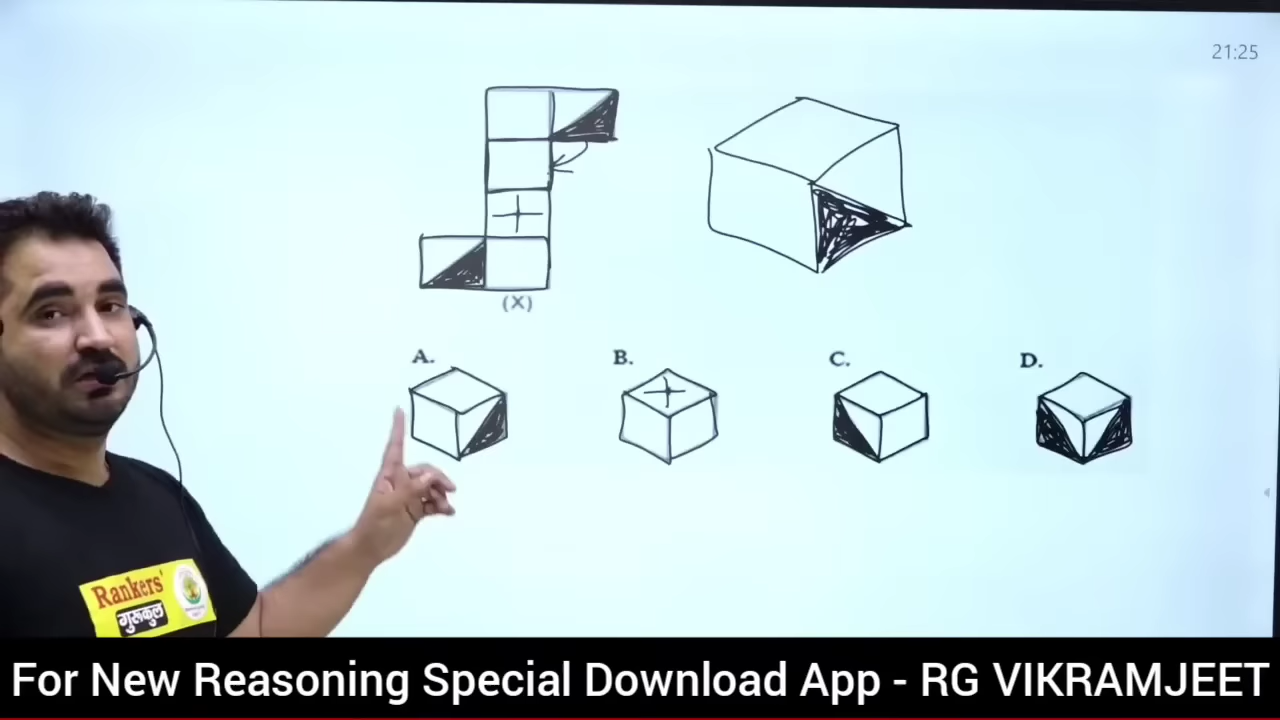 21:25
(X)
A.
B.
C.
D.
Rankers'
गुरुकुल
For New Reasoning Special Download App - RG VIKRAMJEET